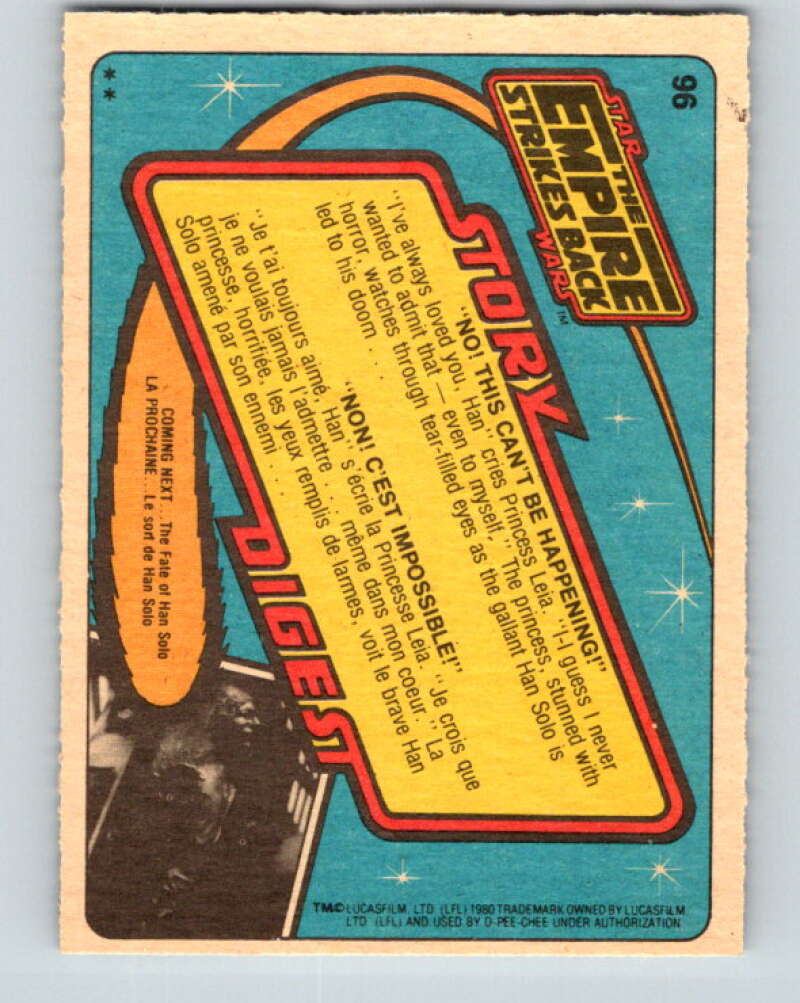 96
STAR
THE
EMPIRE
STRIKES BACK
WARS™
STORY
"NO! THIS CAN'T BE HAPPENING!"
"I've always loved you, Han," cries Princess Leia. "I-I guess I never
wanted to admit that — even to myself." The princess, stunned with
horror, watches through tear-filled eyes as the gallant Han Solo is
led to his doom . . .
"NON! C'EST IMPOSSIBLE!"
"Je t'ai toujours aimé, Han", s'écrie la Princesse Leia. "Je crois que
je ne voulais jamais l'admettre . . . même dans mon coeur." La
princesse, horrifiée, les yeux remplis de larmes, voit le brave Han
Solo amené par son ennemi . . .
DIGEST
COMING NEXT...The Fate of Han Solo
LA PROCHAINE...Le sort de Han Solo
**
TM© LUCASFILM, LTD (LFL) 1980 TRADEMARK OWNED BY LUCASFILM
LTD (LFL) AND USED BY O-PEE-CHEE UNDER AUTHORIZATION